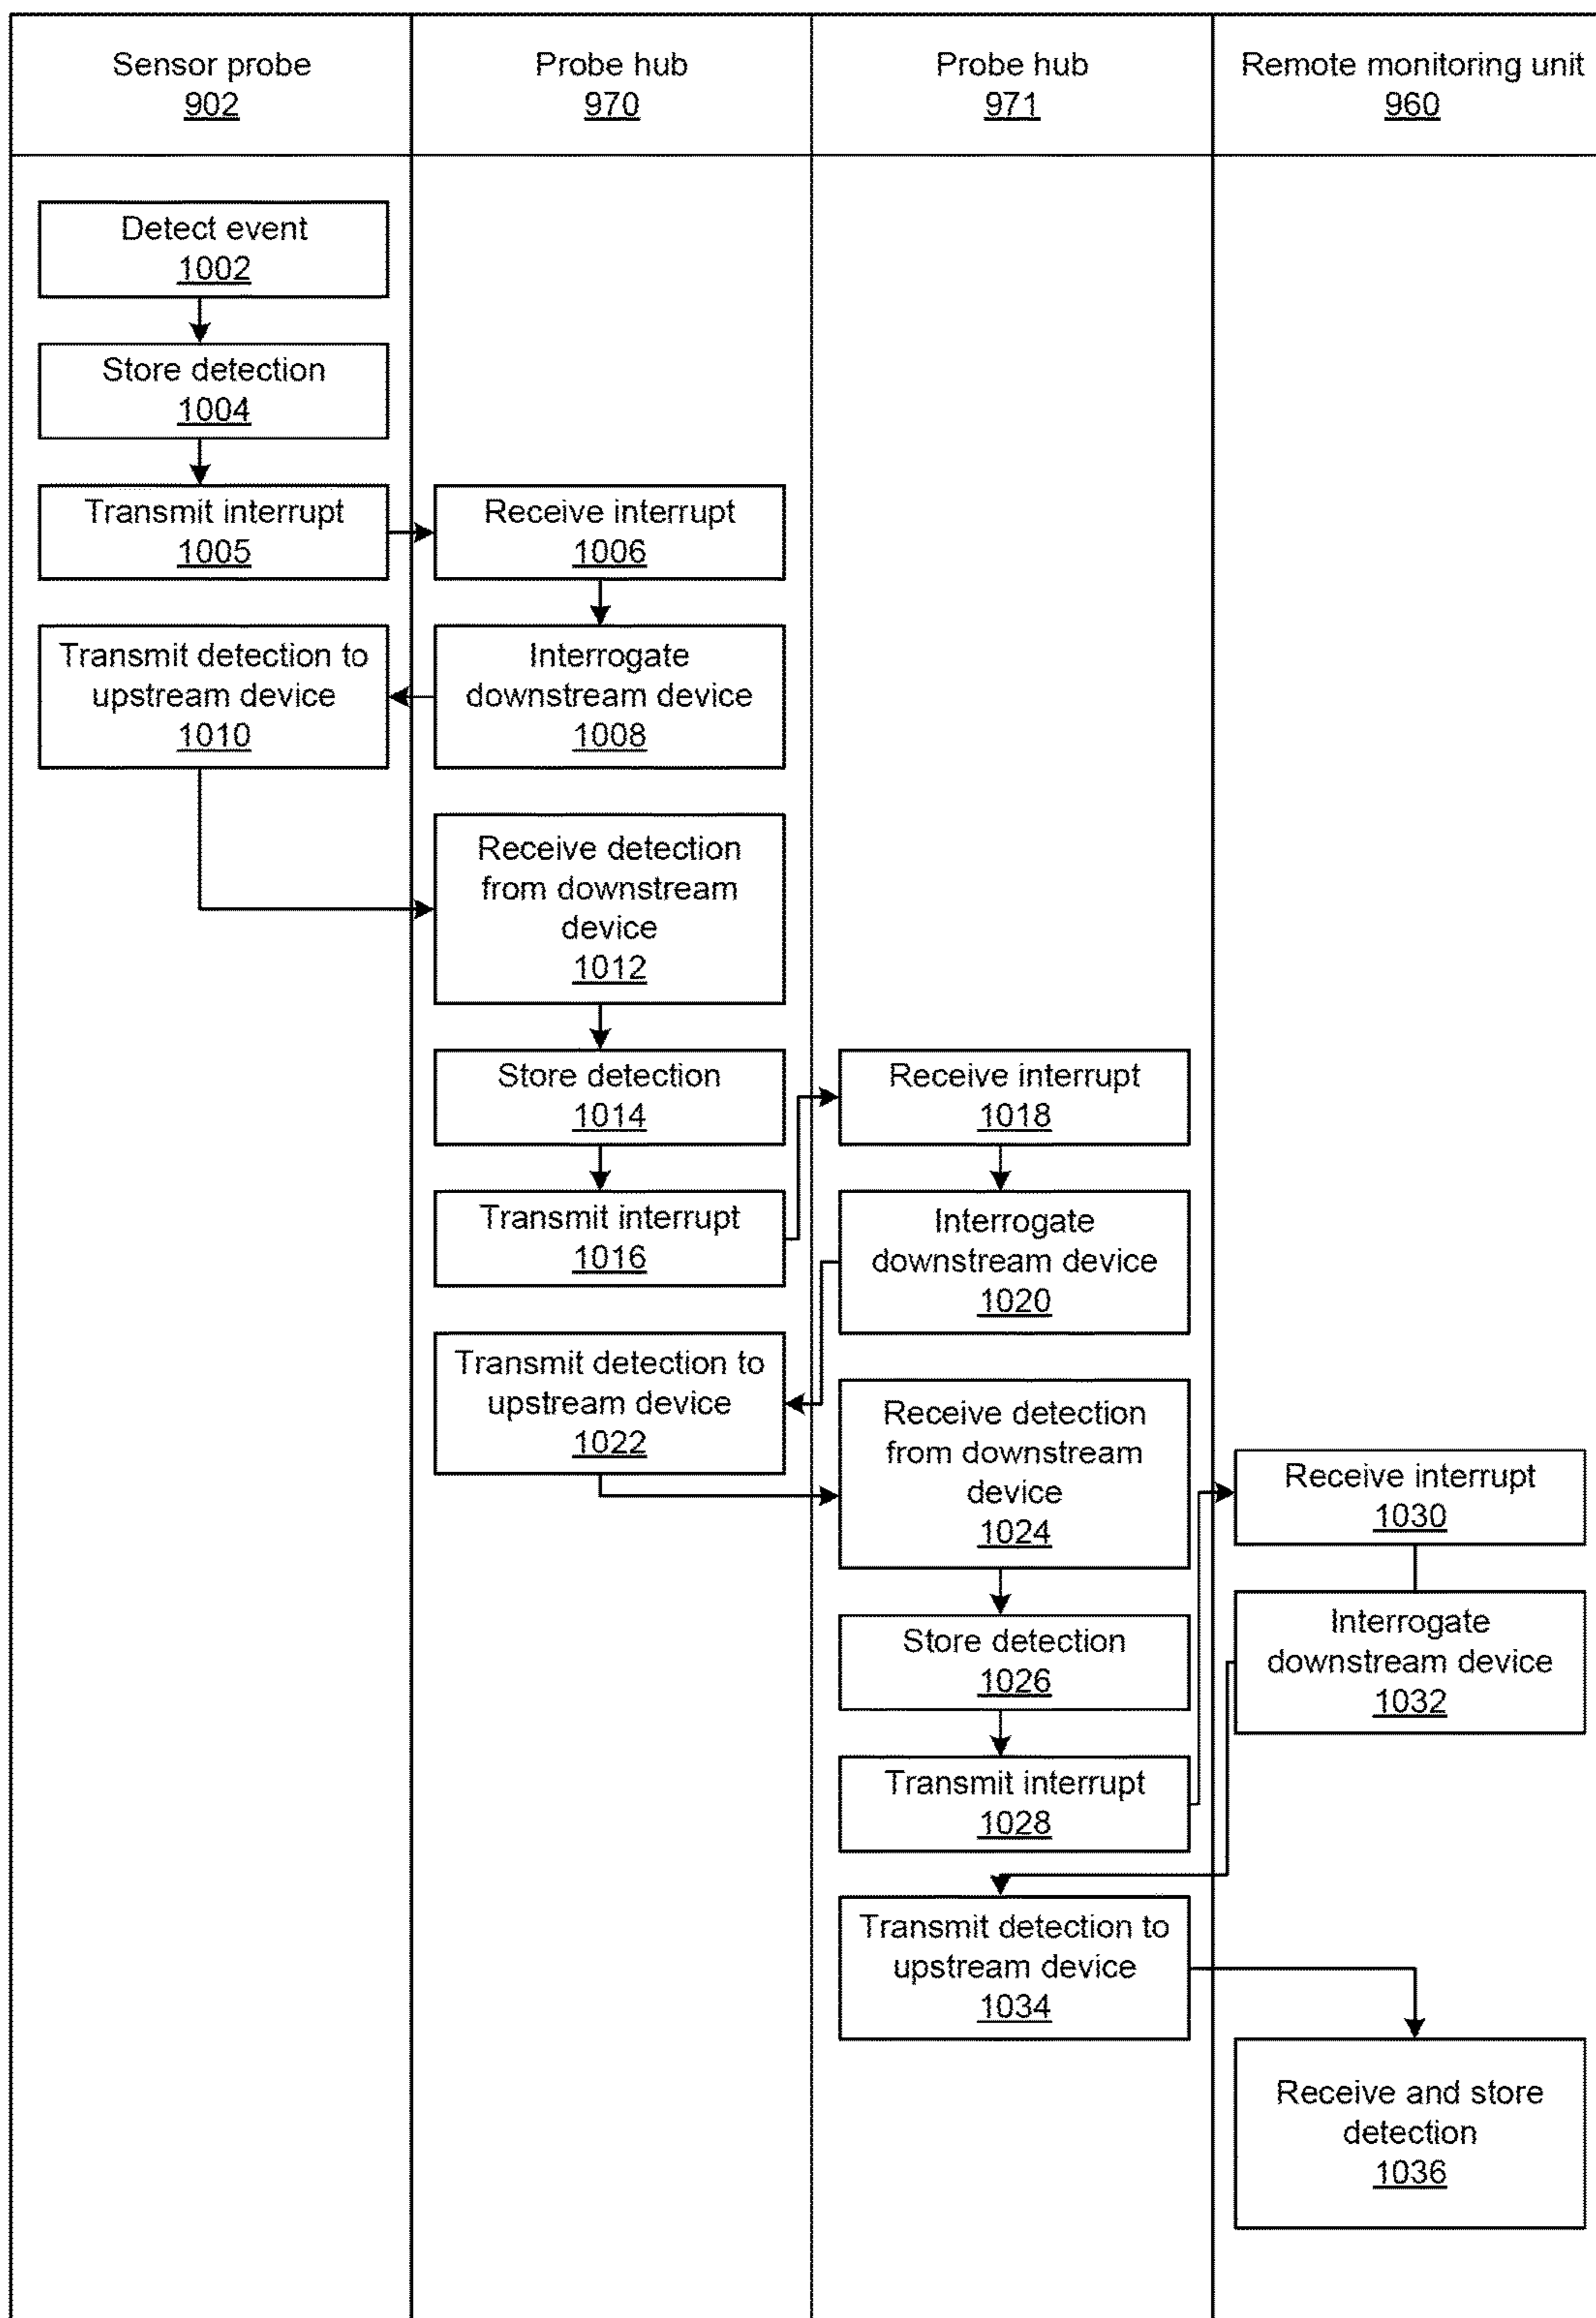 Sensor probe
902
Probe hub
970
Probe hub
971
Remote monitoring unit
960
Detect event
1002
Store detection
1004
Transmit interrupt
1005
Receive interrupt
1006
Transmit detection to
upstream device
1010
Interrogate
downstream device
1008
Receive detection
from downstream
device
1012
Store detection
1014
Receive interrupt
1018
Transmit interrupt
1016
Interrogate
downstream device
1020
Transmit detection to
upstream device
1022
Receive detection
from downstream
device
1024
Receive interrupt
1030
Store detection
1026
Interrogate
downstream device
1032
Transmit interrupt
1028
Transmit detection to
upstream device
1034
Receive and store
detection
1036